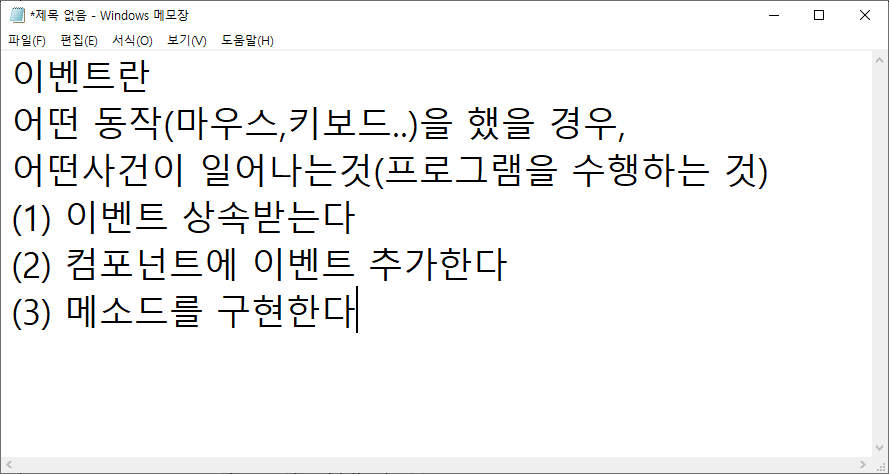 *제목 없음 - Windows 메모장
파일(F) 편집(E) 서식(O) 보기(V) 도움말(H)
이벤트란
어떤 동작(마우스,키보드..)을 했을 경우,
어떤사건이 일어나는것(프로그램을 수행하는 것)
(1) 이벤트 상속받는다
(2) 컴포넌트에 이벤트 추가한다
(3) 메소드를 구현한다